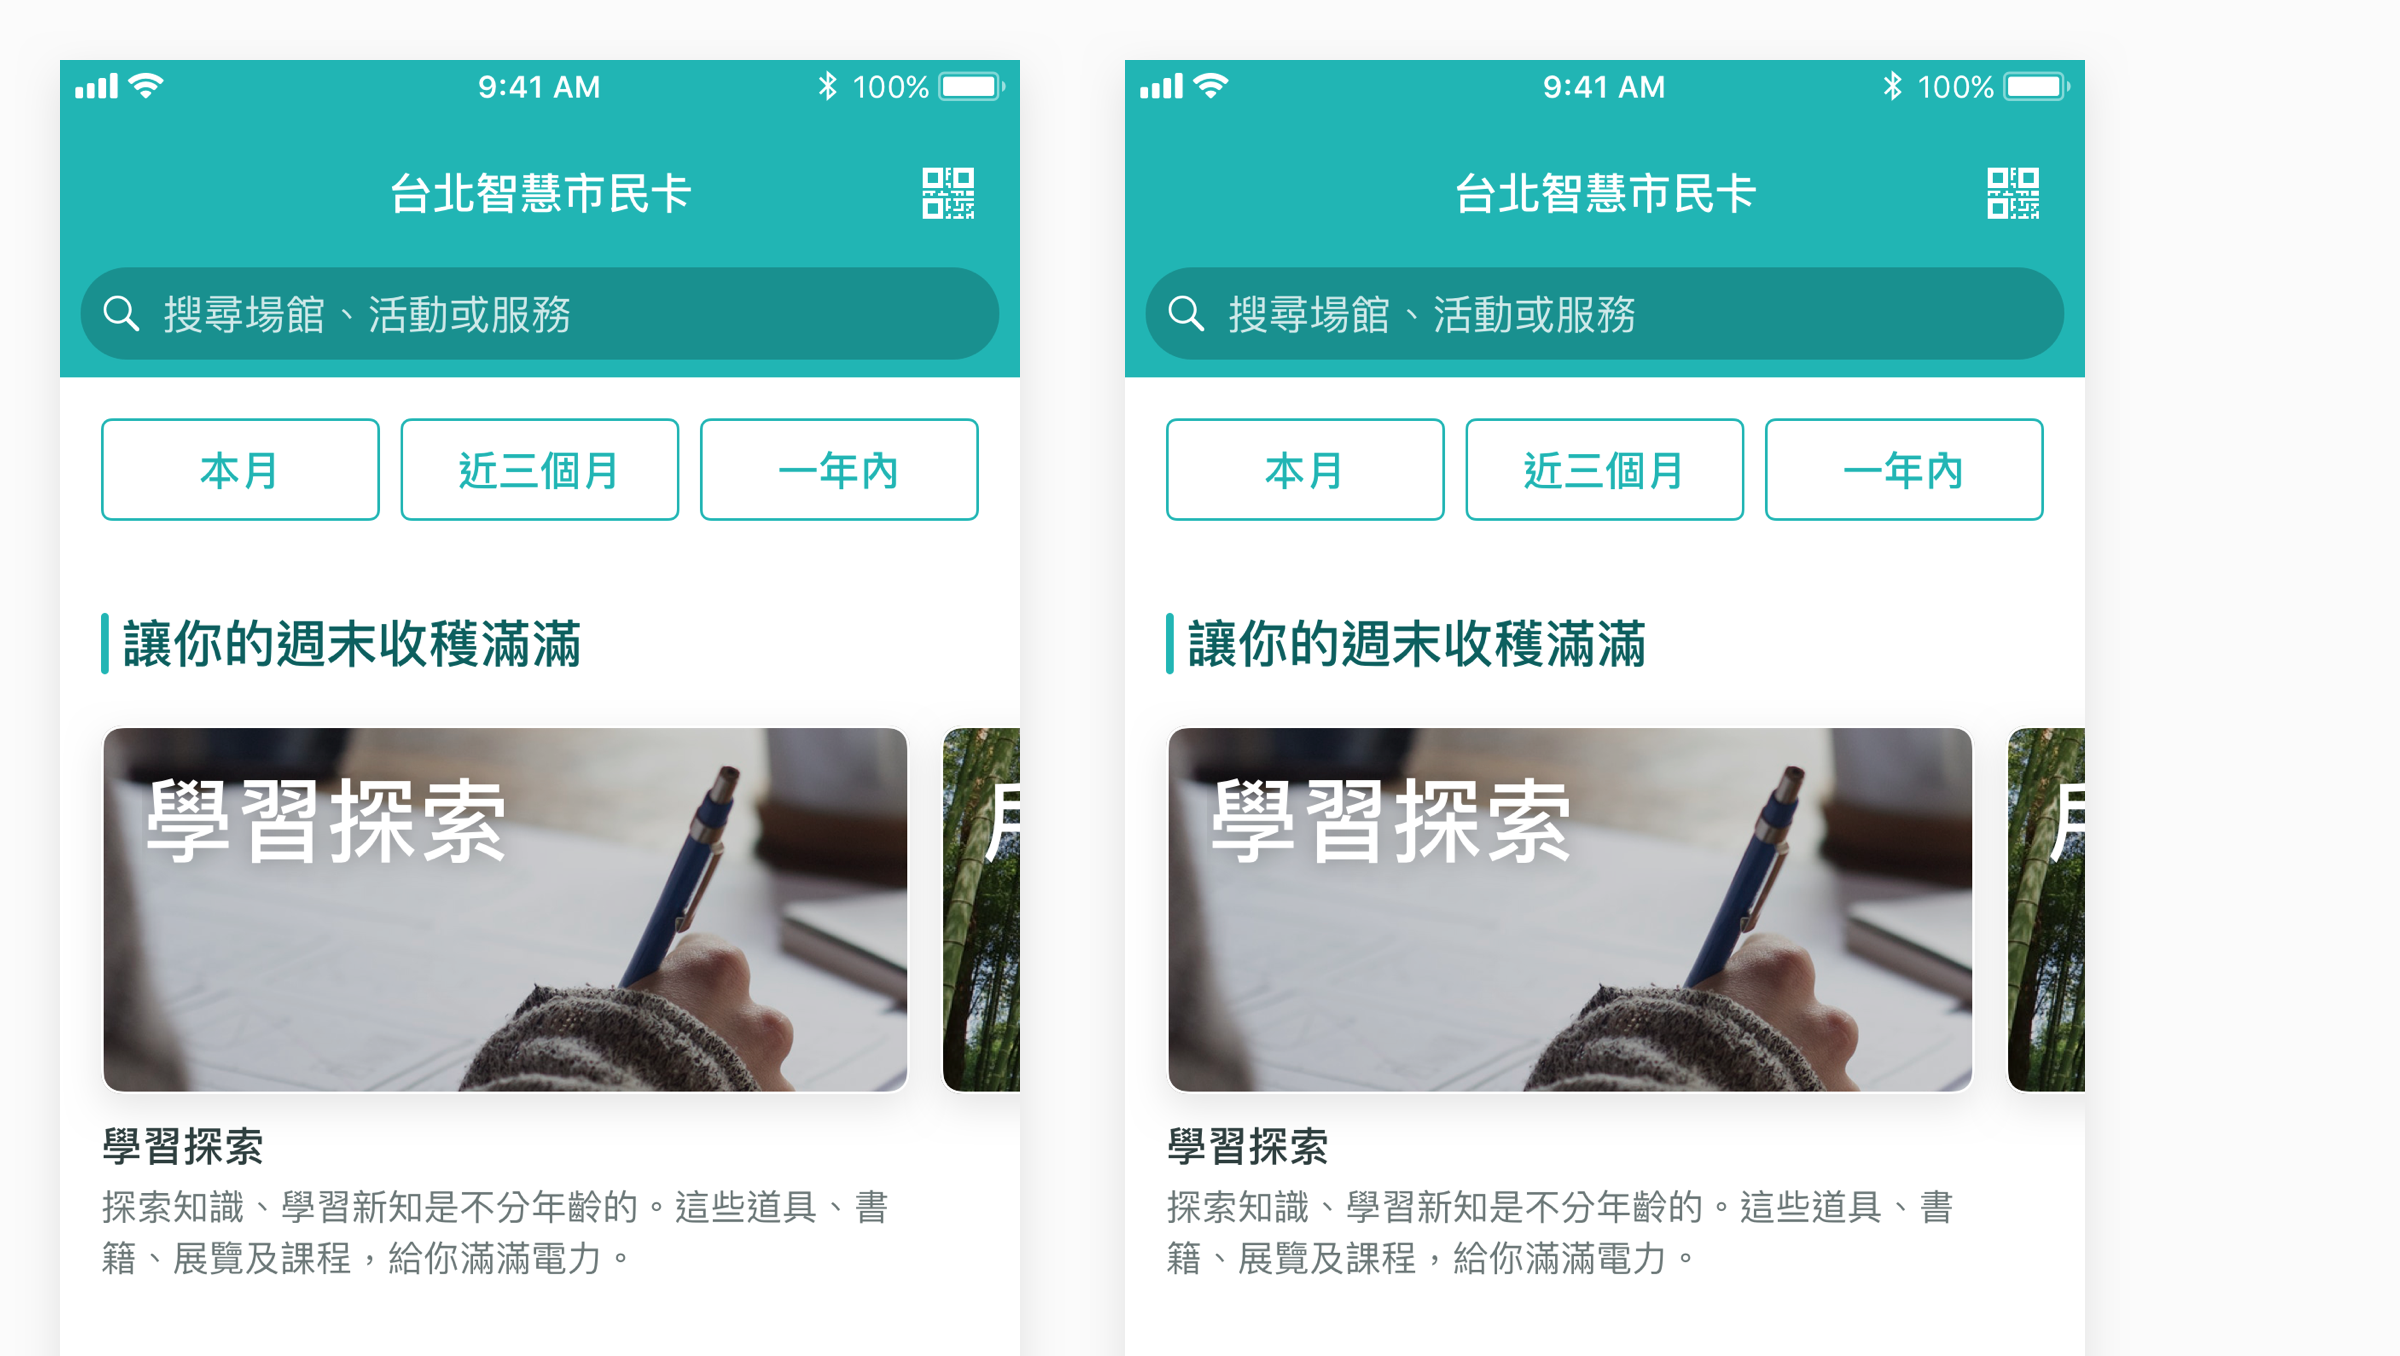 9:41 AM
100%
台北智慧市民卡
搜尋場館、活動或服務
本月
近三個月
一年內
讓你的週末收穫滿滿
學習探索
學習探索
探索知識、學習新知是不分年齡的。這些道具、書
籍、展覽及課程，給你滿滿電力。
9:41 AM
100%
台北智慧市民卡
搜尋場館、活動或服務
本月
近三個月
一年內
讓你的週末收穫滿滿
學習探索
學習探索
探索知識、學習新知是不分年齡的。這些道具、書
籍、展覽及課程，給你滿滿電力。